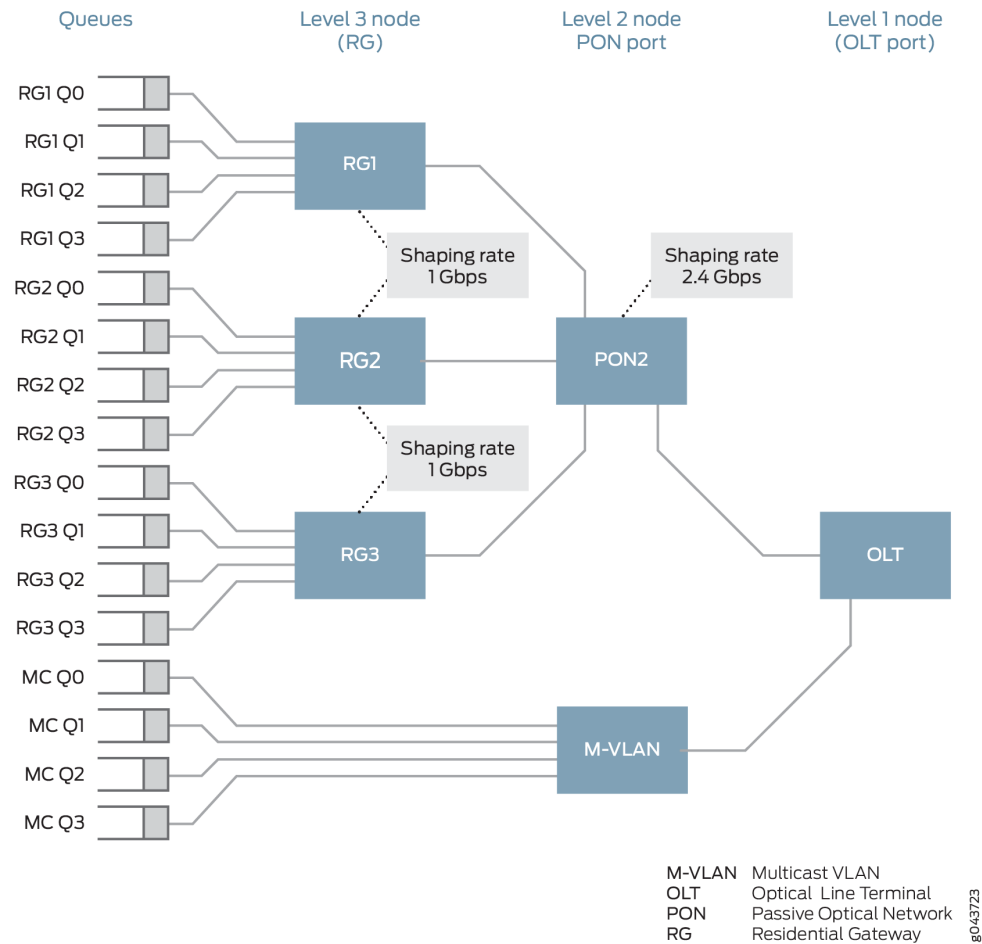 Queues
Level 3 node
(RG)
Level 2 node
PON port
Level 1 node
(OLT port)
RG1 Q0
RG1 Q1
RG1 Q2
RG1 Q3
RG2 Q0
RG2 Q1
RG2 Q2
RG2 Q3
RG3 Q0
RG3 Q1
RG3 Q2
RG3 Q3
MC Q0
MC Q1
MC Q2
MC Q3
RG1
Shaping rate
1 Gbps
RG2
Shaping rate
1 Gbps
RG3
Shaping rate
2.4 Gbps
PON2
OLT
M-VLAN
M-VLAN Multicast VLAN
OLT Optical Line Terminal
PON Passive Optical Network
RG Residential Gateway
g043723